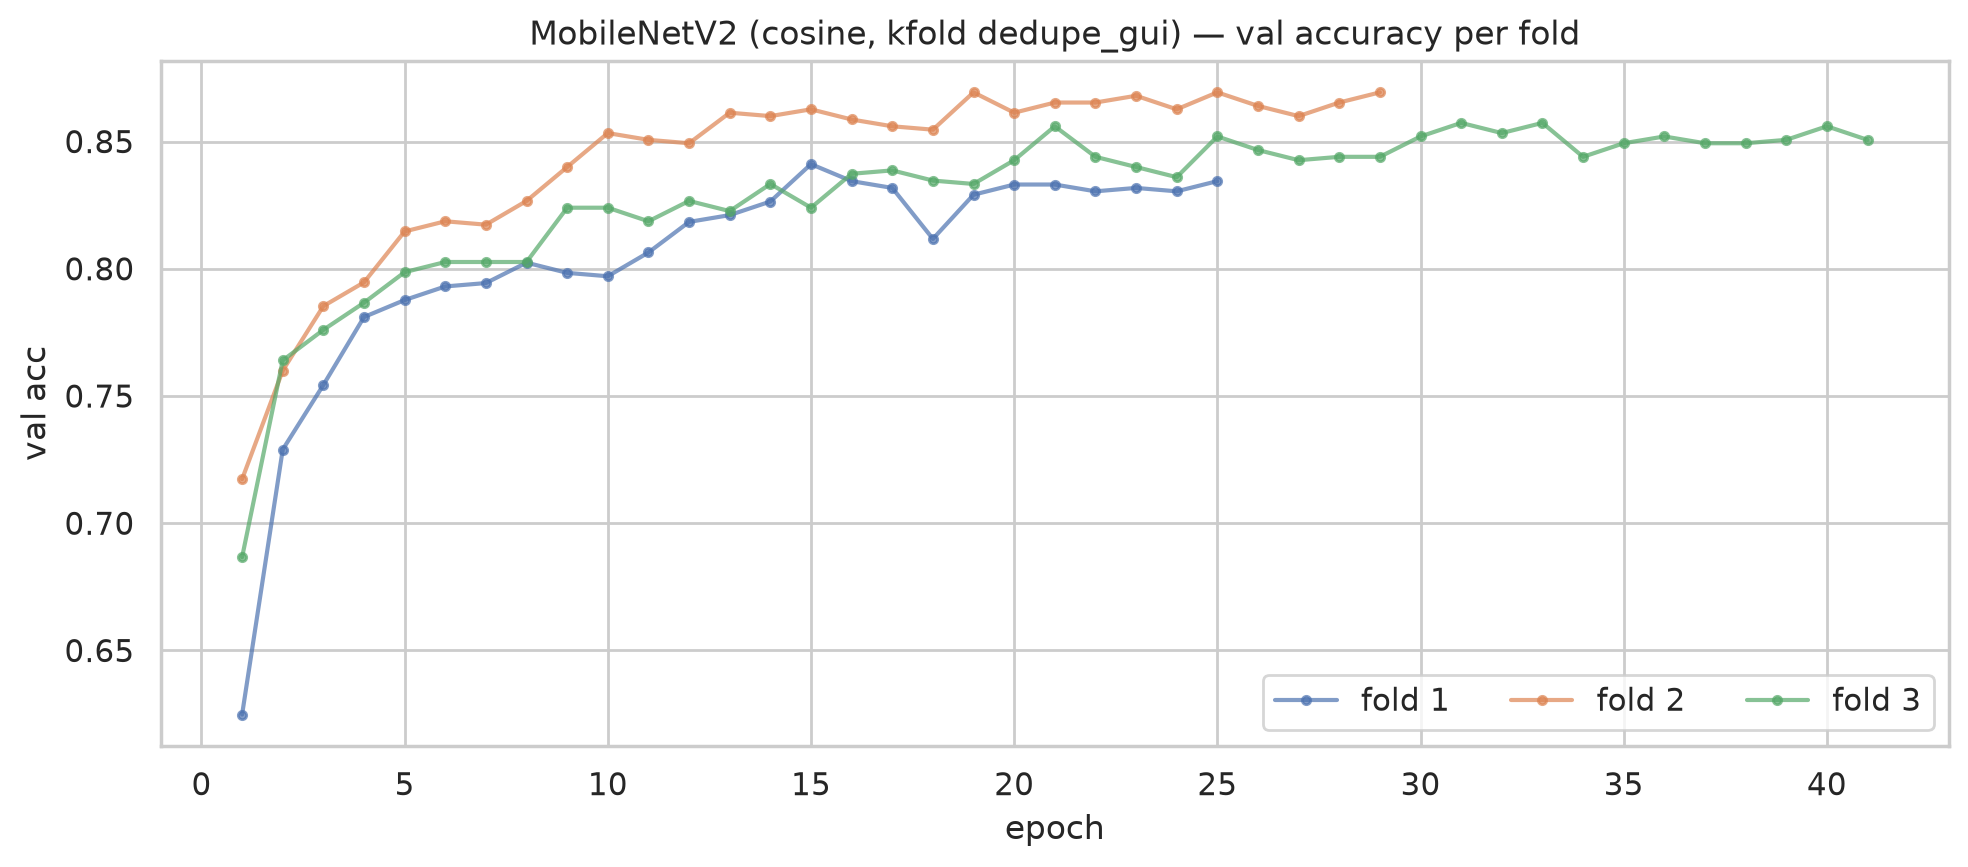 MobileNetV2 (cosine, kfold dedupe_gui) — val accuracy per fold
val acc
0.85
0.80
0.75
0.70
0.65
fold 1 fold 2 fold 3
0 5 10 15 20 25 30 35 40
epoch